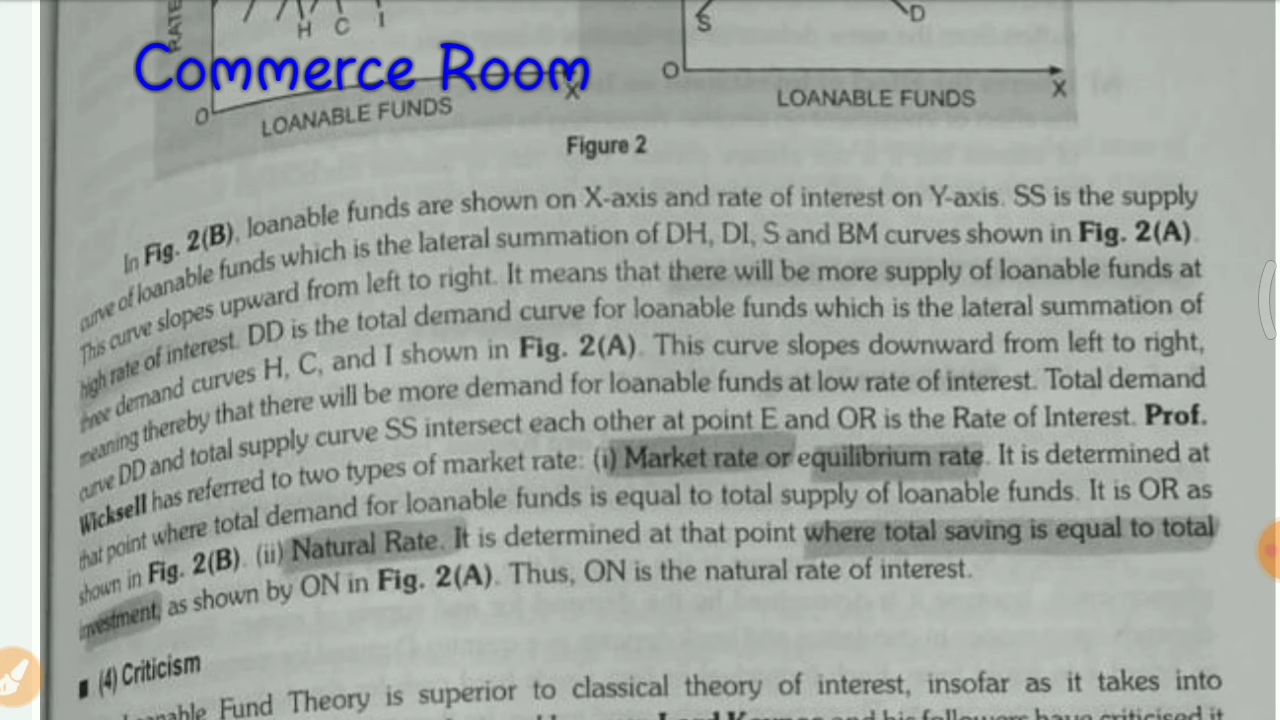 RATE
H C I
S
D
Commerce Room
O
X
O
X
LOANABLE FUNDS
LOANABLE FUNDS
Figure 2
In Fig. 2(B), loanable funds are shown on X-axis and rate of interest on Y-axis. SS is the supply
curve of loanable funds which is the lateral summation of DH, DI, S and BM curves shown in Fig. 2(A).
This curve slopes upward from left to right. It means that there will be more supply of loanable funds at
high rate of interest. DD is the total demand curve for loanable funds which is the lateral summation of
three demand curves H, C, and I shown in Fig. 2(A). This curve slopes downward from left to right,
meaning thereby that there will be more demand for loanable funds at low rate of interest. Total demand
curve DD and total supply curve SS intersect each other at point E and OR is the Rate of Interest. Prof.
Wicksell has referred to two types of market rate: (i) Market rate or equilibrium rate. It is determined at
that point where total demand for loanable funds is equal to total supply of loanable funds. It is OR as
shown in Fig. 2(B). (ii) Natural Rate. It is determined at that point where total saving is equal to total
investment, as shown by ON in Fig. 2(A). Thus, ON is the natural rate of interest.
(4) Criticism
Fund Theory is superior to classical theory of interest, insofar as it takes into
and his followers have criticised it